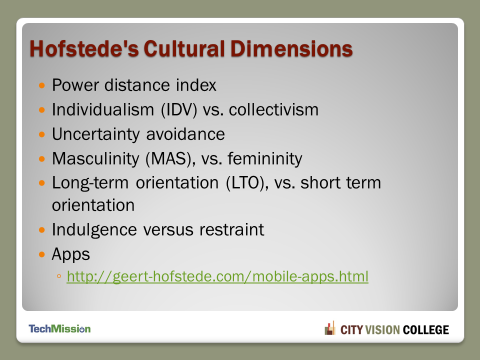 Hofstede's Cultural Dimensions
Power distance index
Individualism (IDV) vs. collectivism
Uncertainty avoidance
Masculinity (MAS), vs. femininity
Long-term orientation (LTO), vs. short term
orientation
Indulgence versus restraint
Apps
http://geert-hofstede.com/mobile-apps.html
TechMission
CITY VISION COLLEGE